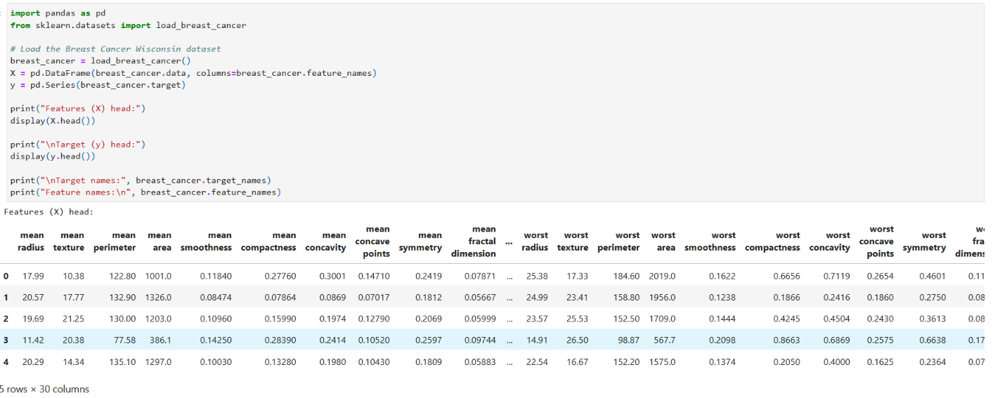 import pandas as pd
from sklearn.datasets import load_breast_cancer
# Load the Breast Cancer Wisconsin dataset
breast_cancer = load_breast_cancer()
X = pd.DataFrame(breast_cancer.data, columns=breast_cancer.feature_names)
y = pd.Series(breast_cancer.target)
print("Features (X) head:")
display(X.head())
print("\nTarget (y) head:")
display(y.head())
print("\nTarget names:", breast_cancer.target_names)
print("Feature names:\n", breast_cancer.feature_names)
Features (X) head:
mean radius mean texture mean perimeter mean area mean smoothness mean compactness mean concavity mean concave points mean symmetry mean fractal dimension ... worst radius worst texture worst perimeter worst area worst smoothness worst compactness worst concavity worst concave points worst symmetry
0 17.99 10.38 122.80 1001.0 0.11840 0.27760 0.3001 0.14710 0.2419 0.07871 ... 25.38 17.33 184.60 2019.0 0.1622 0.6656 0.7119 0.2654 0.4601 0.11
1 20.57 17.77 132.90 1326.0 0.08474 0.07864 0.0869 0.07017 0.1812 0.05667 ... 24.99 23.41 158.80 1956.0 0.1238 0.1866 0.2416 0.1860 0.2750 0.08
2 19.69 21.25 130.00 1203.0 0.10960 0.15990 0.1974 0.12790 0.2069 0.05999 ... 23.57 25.53 152.50 1709.0 0.1444 0.4245 0.4504 0.2430 0.3613 0.08
3 11.42 20.38 77.58 386.1 0.14250 0.28390 0.2414 0.10520 0.2597 0.09744 ... 14.91 26.50 98.87 567.7 0.2098 0.8663 0.6869 0.2575 0.6638 0.17
4 20.29 14.34 135.10 1297.0 0.10030 0.13280 0.1980 0.10430 0.1809 0.05883 ... 22.54 16.67 152.20 1575.0 0.1374 0.2050 0.4000 0.1625 0.2364 0.07
5 rows × 30 columns